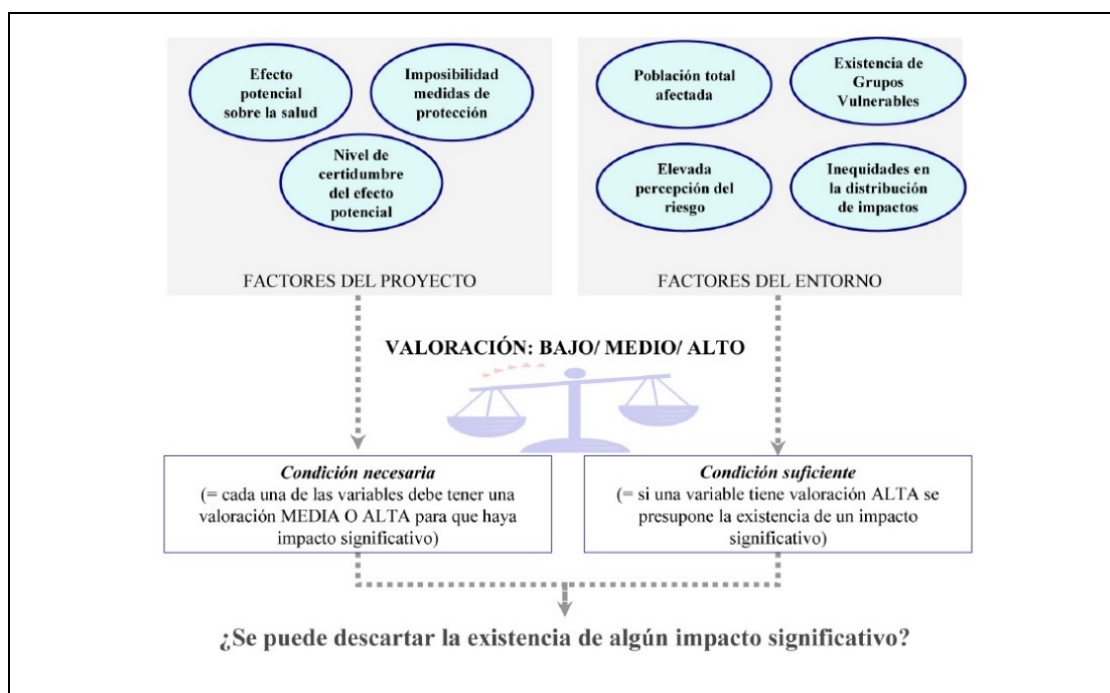 Efecto
potencial
sobre la salud
Imposibilidad
medidas de
protección
Nivel de
certidumbre
del efecto
potencial
FACTORES DEL PROYECTO
Población total
afectada
Existencia de
Grupos
Vulnerables
Elevada
percepción del
riesgo
Inequidades en
la distribución
de impactos
FACTORES DEL ENTORNO
VALORACIÓN: BAJO/ MEDIO/ ALTO
Condición necesaria
(= cada una de las variables debe tener una
valoración MEDIA O ALTA para que haya
impacto significativo)
Condición suficiente
(= si una variable tiene valoración ALTA se
presupone la existencia de un impacto
significativo)
¿Se puede descartar la existencia de algún impacto significativo?